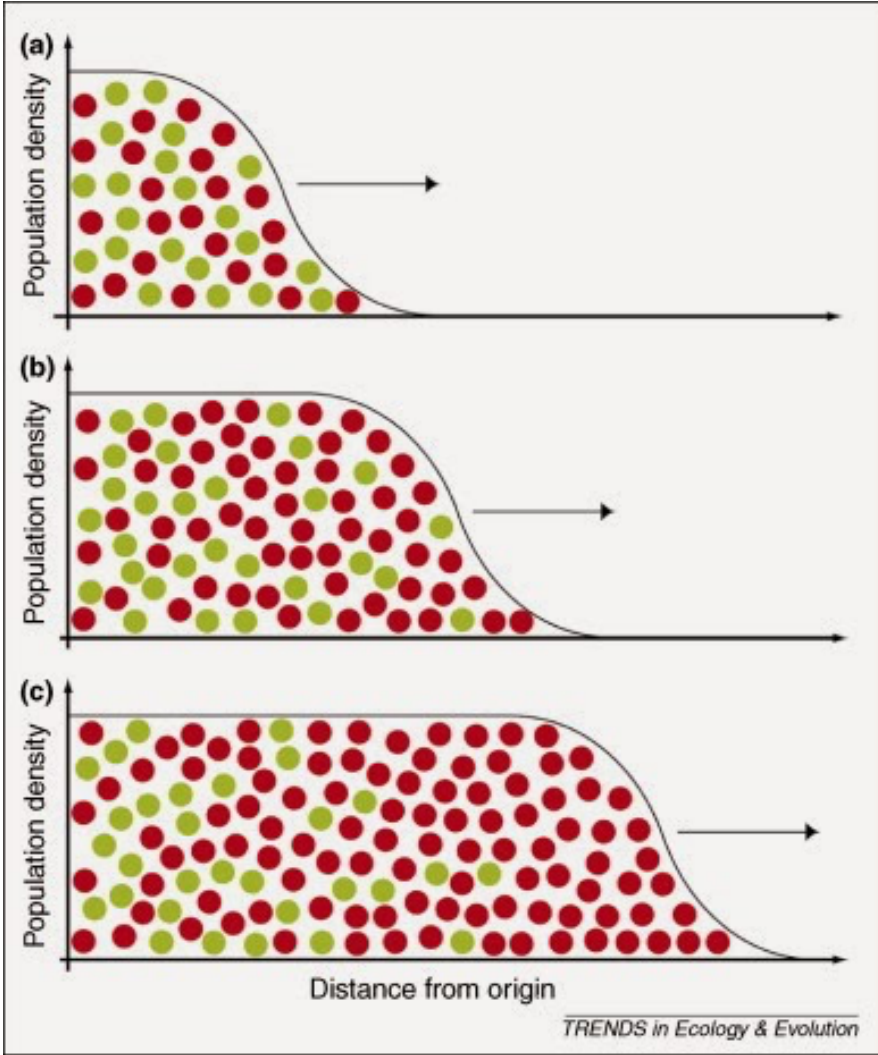 (a)
Population density
(b)
Population density
(c)
Population density
Distance from origin
TRENDS in Ecology & Evolution